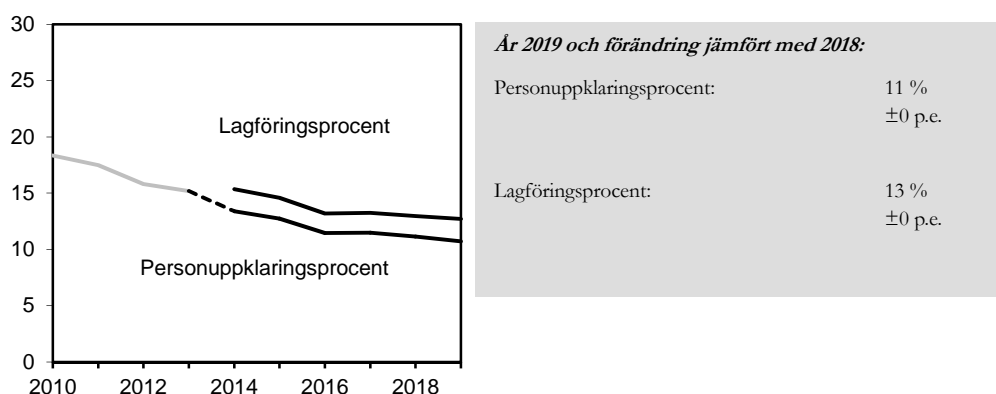 30
25
20
15
10
5
0
Lagföringsprocent
Personuppklaringsprocent
2010 2012 2014 2016 2018
År 2019 och förändring jämfört med 2018:
Personuppklaringsprocent: 11 %
±0 p.e.
Lagföringsprocent: 13 %
±0 p.e.